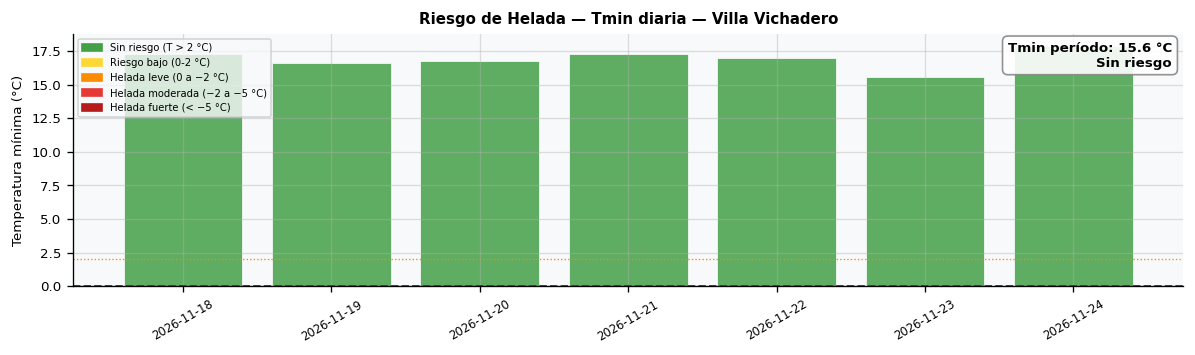 Riesgo de Helada — Tmin diaria — Villa Vichadero
Temperatura mínima (°C)
17.5
15.0
12.5
10.0
7.5
5.0
2.5
0.0
Sin riesgo (T > 2 °C)
Riesgo bajo (0-2 °C)
Helada leve (0 a −2 °C)
Helada moderada (−2 a −5 °C)
Helada fuerte (< −5 °C)
Tmin período: 15.6 °C
Sin riesgo
2026-11-18
2026-11-19
2026-11-20
2026-11-21
2026-11-22
2026-11-23
2026-11-24